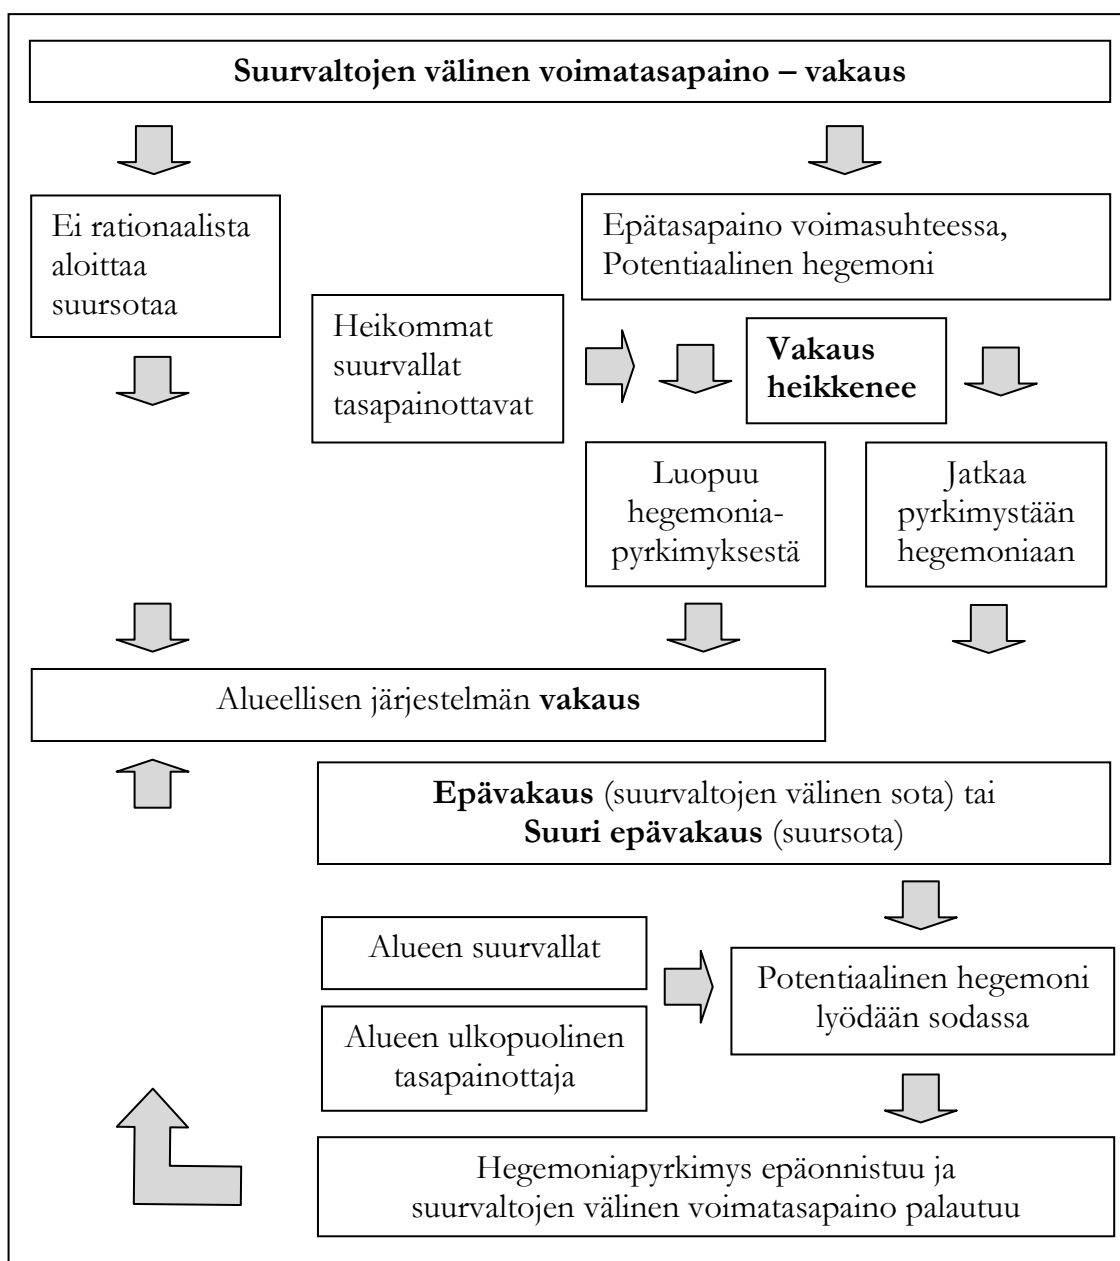 Suurvaltojen välinen voimatasapaino – vakaus
Ei rationaalista
aloittaa
suursotaa
Epätasapaino voimasuhteessa,
Potentiaalinen hegemoni
Heikommat
suurvallat
tasapainottavat
Vakaus
heikkenee
Luopuu
hegemonia-
pyrkimyksestä
Jatkaa
pyrkimystään
hegemoniaan
Alueellisen järjestelmän vakaus
Epävakaus (suurvaltojen välinen sota) tai
Suuri epävakaus (suursota)
Alueen suurvallat
Alueen ulkopuolinen
tasapainottaja
Potentiaalinen hegemoni
lyödään sodassa
Hegemoniapyrkimys epäonnistuu ja
suurvaltojen välinen voimatasapaino palautuu